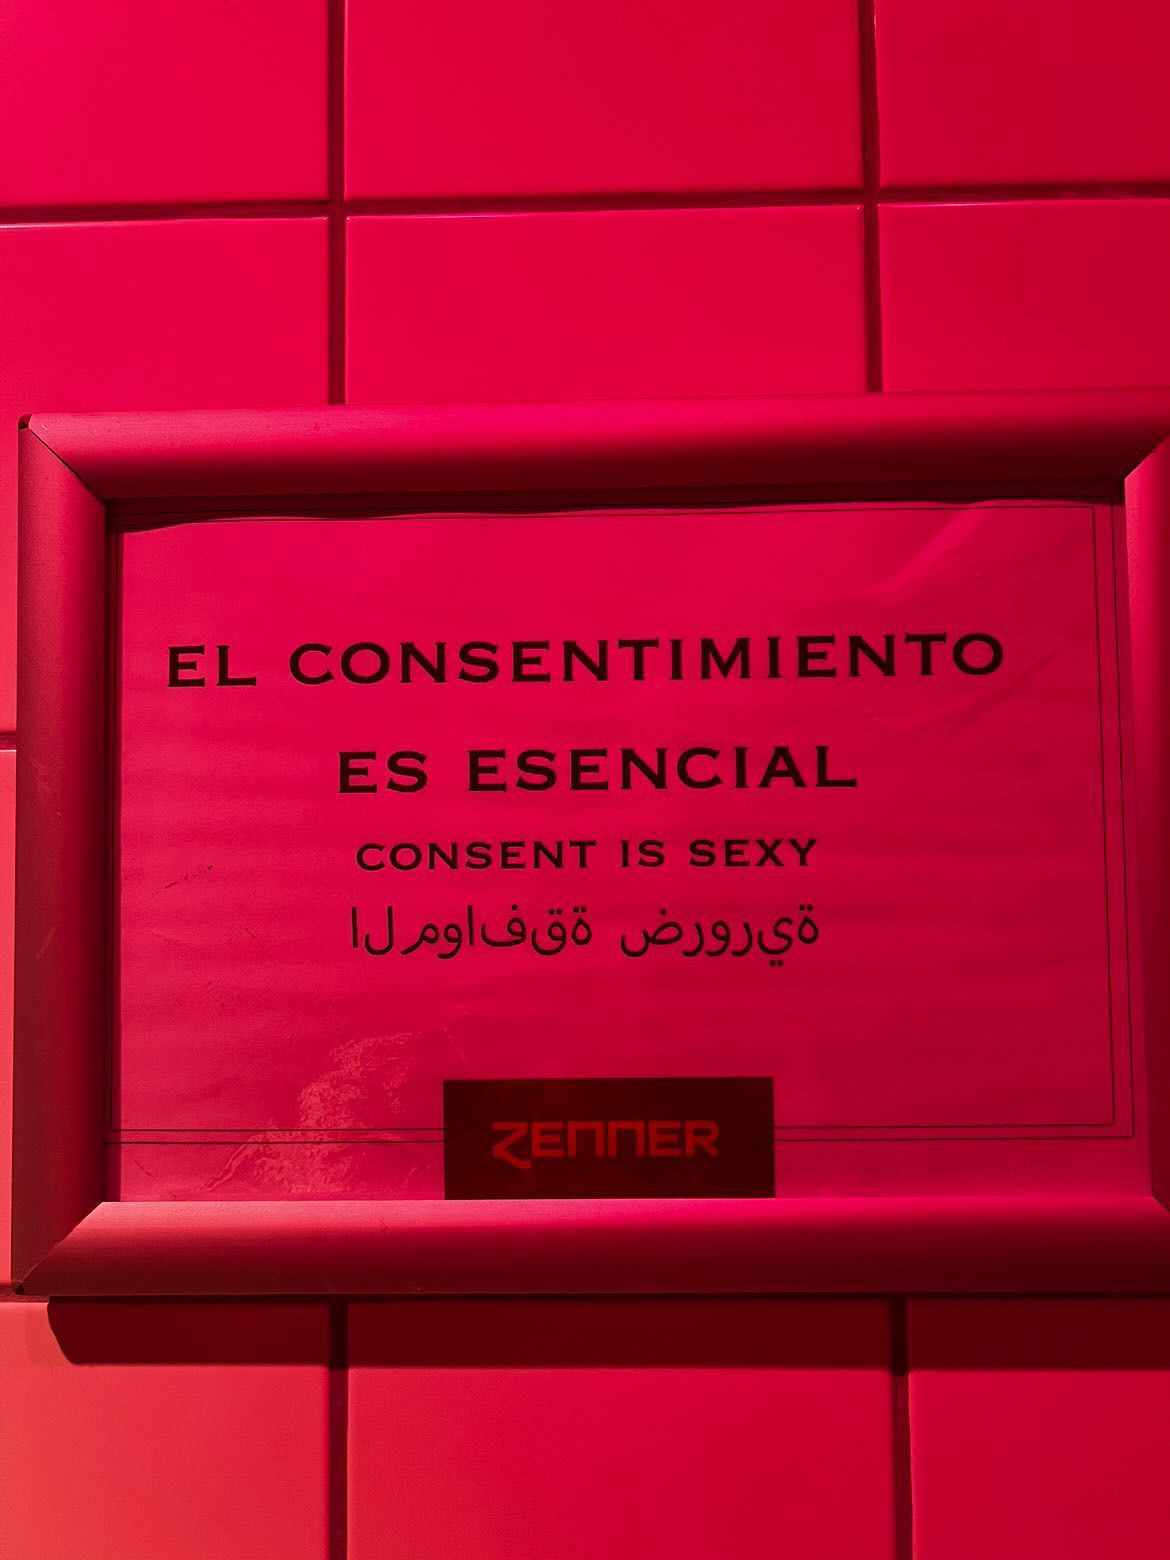 EL CONSENTIMIENTO
ES ESENCIAL
CONSENT IS SEXY
الموافقة ضرورية
ZENNER